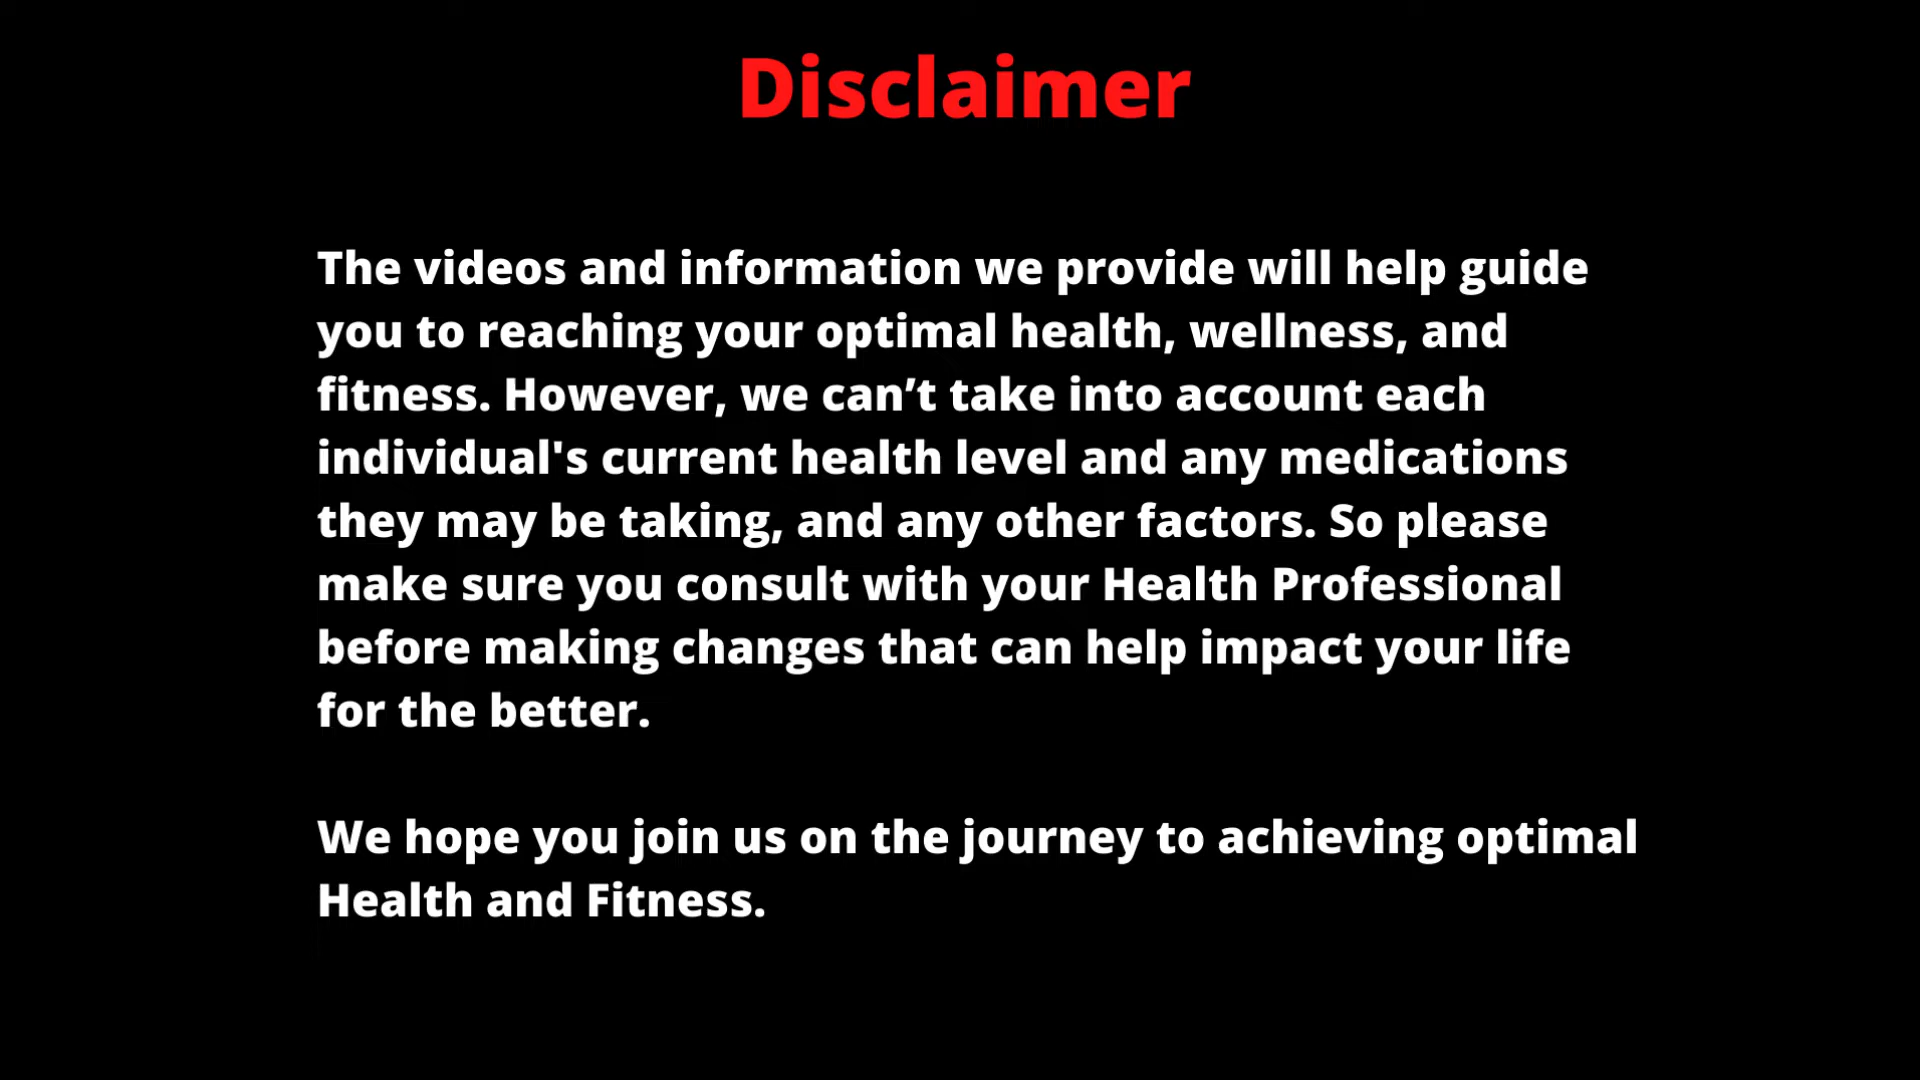 Disclaimer
The videos and information we provide will help guide
you to reaching your optimal health, wellness, and
fitness. However, we can’t take into account each
individual's current health level and any medications
they may be taking, and any other factors. So please
make sure you consult with your Health Professional
before making changes that can help impact your life
for the better.
We hope you join us on the journey to achieving optimal
Health and Fitness.